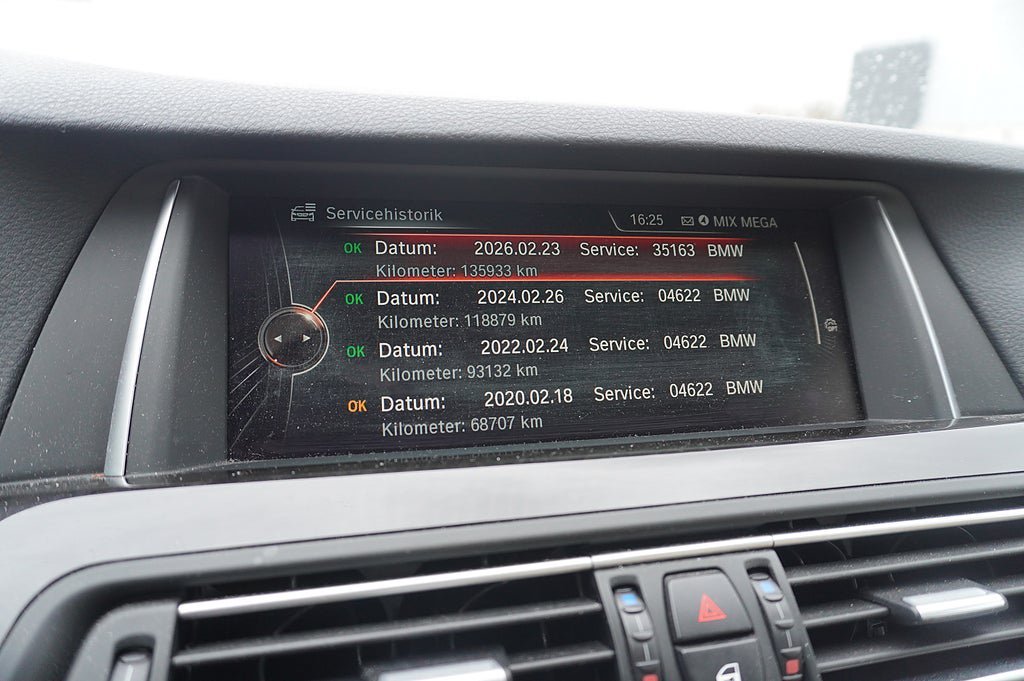 Servicehistorik
16:25 MIX MEGA
OK Datum: 2026.02.23 Service: 35163 BMW
Kilometer: 135933 km
OK Datum: 2024.02.26 Service: 04622 BMW
Kilometer: 118879 km
OK Datum: 2022.02.24 Service: 04622 BMW
Kilometer: 93132 km
OK Datum: 2020.02.18 Service: 04622 BMW
Kilometer: 68707 km